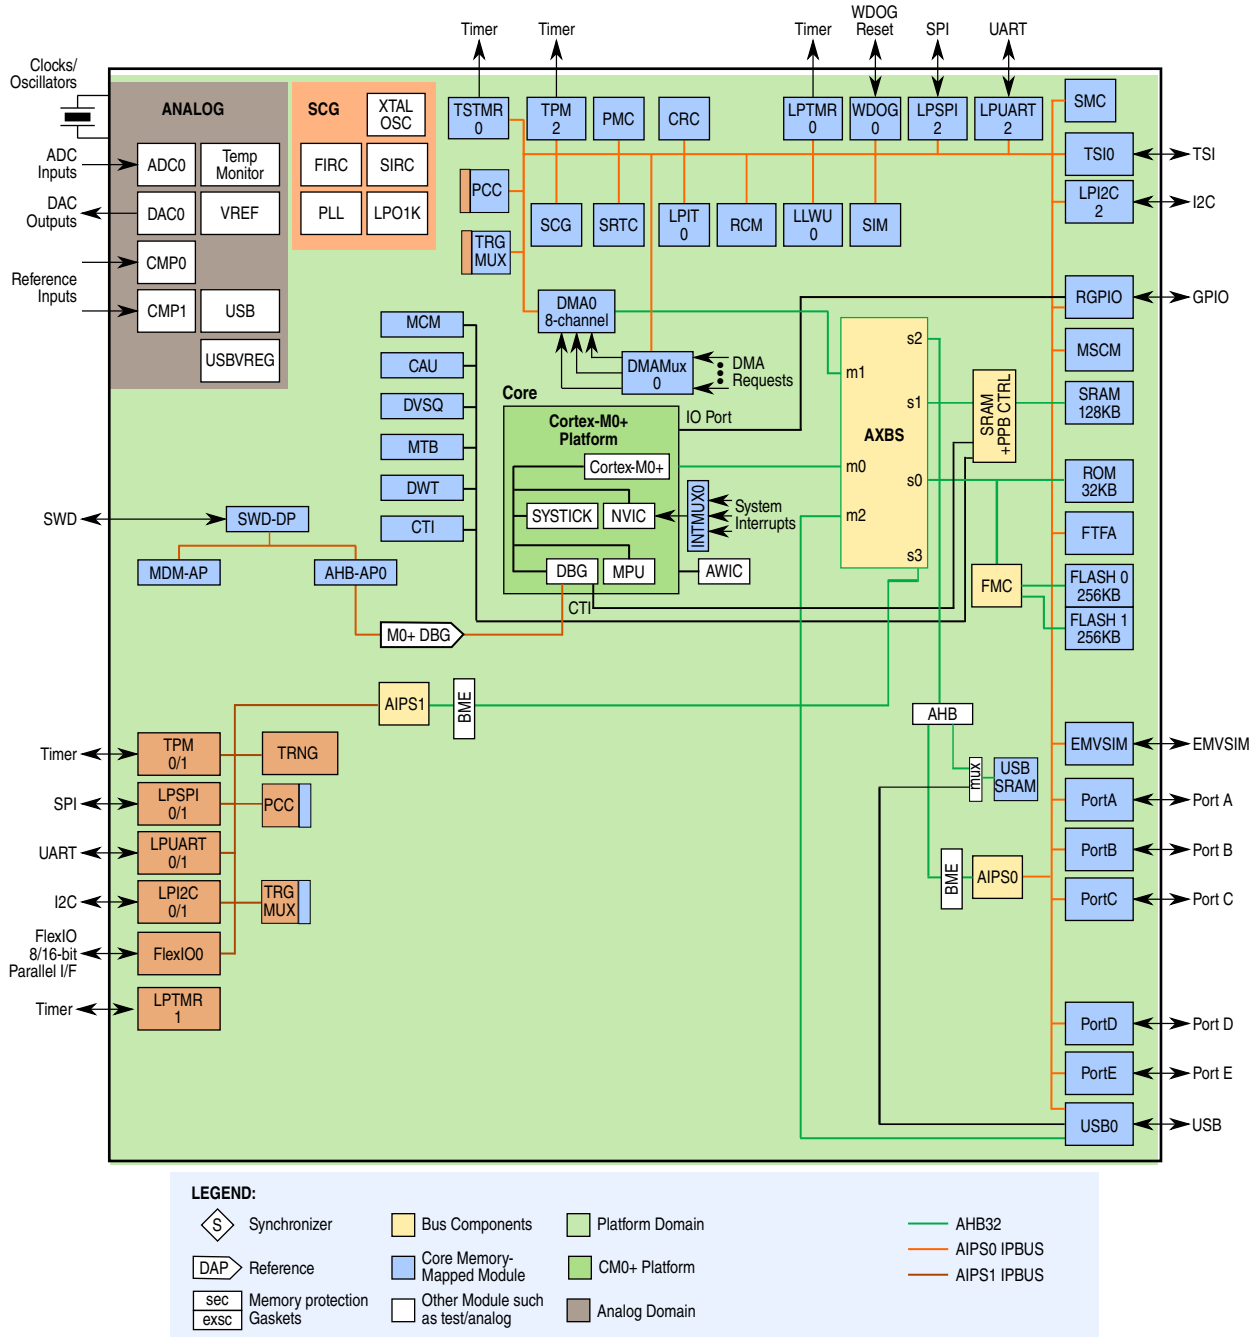 Timer
Timer
Timer
WDOG
Reset
SPI
UART
Clocks/
Oscillators
ANALOG
SCG
XTAL
OSC
TSTMR
0
TPM
2
PMC
CRC
LPTMR
0
WDOG
0
LPSPI
2
LPUART
2
SMC
ADC
Inputs
ADC0
Temp
Monitor
FIRC
SIRC
TSI0
TSI
DAC
Outputs
DAC0
VREF
PLL
LPO1K
PCC
SCG
SRTC
LPIT
0
RCM
LLWU
0
SIM
LPI2C
2
I2C
TRG
MUX
CMP0
Reference
Inputs
CMP1
USB
USBVREG
DMA0
8-channel
RGPIO
GPIO
MCM
CAU
DVSQ
MTB
DWT
CTI
DMAMux
0
DMA
Requests
m1
s2
s1
AXBS
m0
s0
m2
s3
SRAM
+PPB CTRL
MSCM
SRAM
128KB
Core
IO Port
Cortex-M0+
Platform
Cortex-M0+
SYSTICK
NVIC
INTMUX0
System
Interrupts
DBG
MPU
AWIC
CTI
ROM
32KB
FTFA
FMC
FLASH 0
256KB
FLASH 1
256KB
SWD
SWD-DP
MDM-AP
AHB-AP0
M0+ DBG
AIPS1
BME
AHB
mux
USB
SRAM
EMVSIM
EMVSIM
Timer
TPM
0/1
TRNG
SPI
LPSPI
0/1
PCC
PortA
Port A
UART
LPUART
0/1
PortB
Port B
I2C
LPI2C
0/1
TRG
MUX
BME
AIPS0
PortC
Port C
FlexIO
8/16-bit
Parallel I/F
FlexIO0
Timer
LPTMR
1
PortD
Port D
PortE
Port E
USB0
USB
LEGEND:
S
Synchronizer
Bus Components
Platform Domain
AHB32
AIPS0 IPBUS
AIPS1 IPBUS
DAP
Reference
Core Memory-
Mapped Module
CM0+ Platform
sec
exsc
Memory protection
Gaskets
Other Module such
as test/analog
Analog Domain